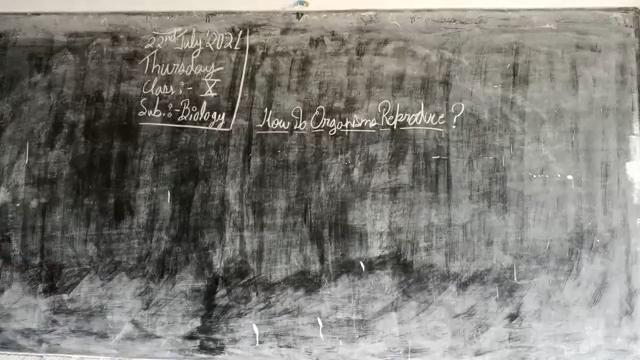 22nd July'2021
Thursday
Class :- X
Sub. :- Biology
How Do Organisms Reproduce ?